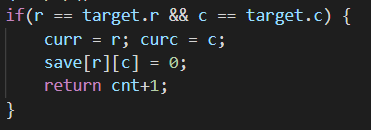 if(r == target.r && c == target.c) {
    curr = r; curc = c;
    save[r][c] = 0;
    return cnt+1;
}